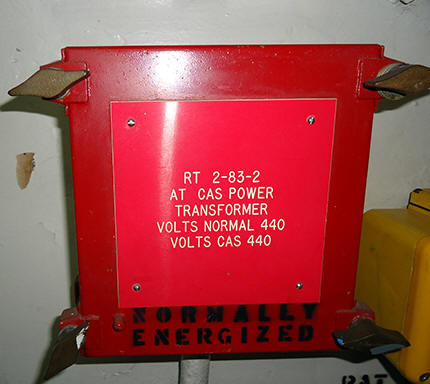 RT 2-83-2
AT CAS POWER
TRANSFORMER
VOLTS NORMAL 440
VOLTS CAS 440
NORMALLY
ENERGIZED